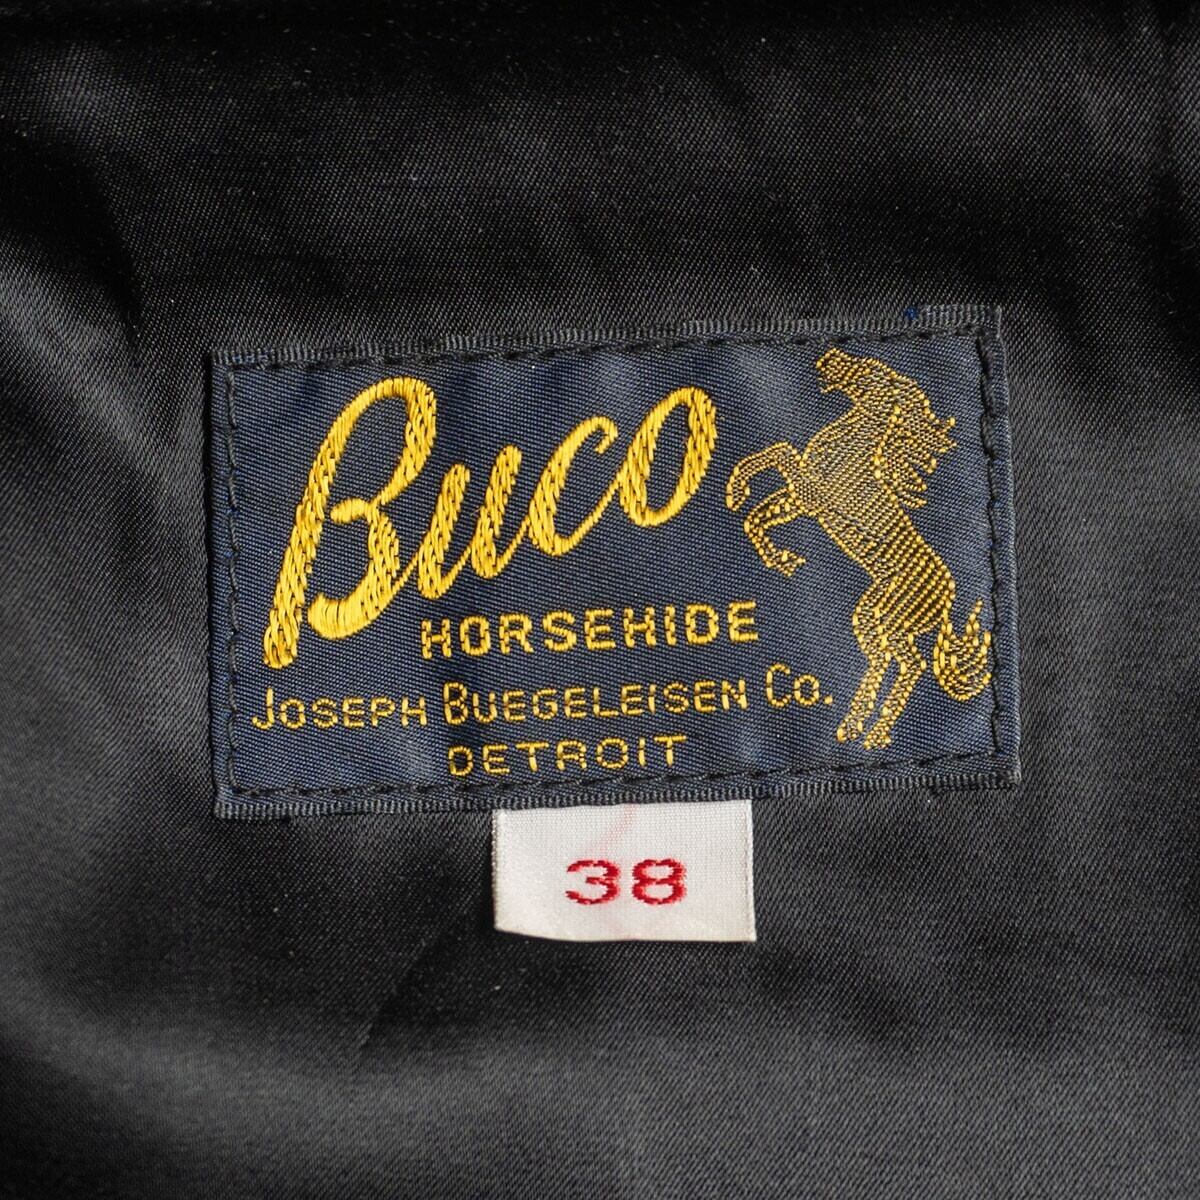 Buco
HORSEHIDE
JOSEPH BUEGELEISEN CO.
DETROIT
38